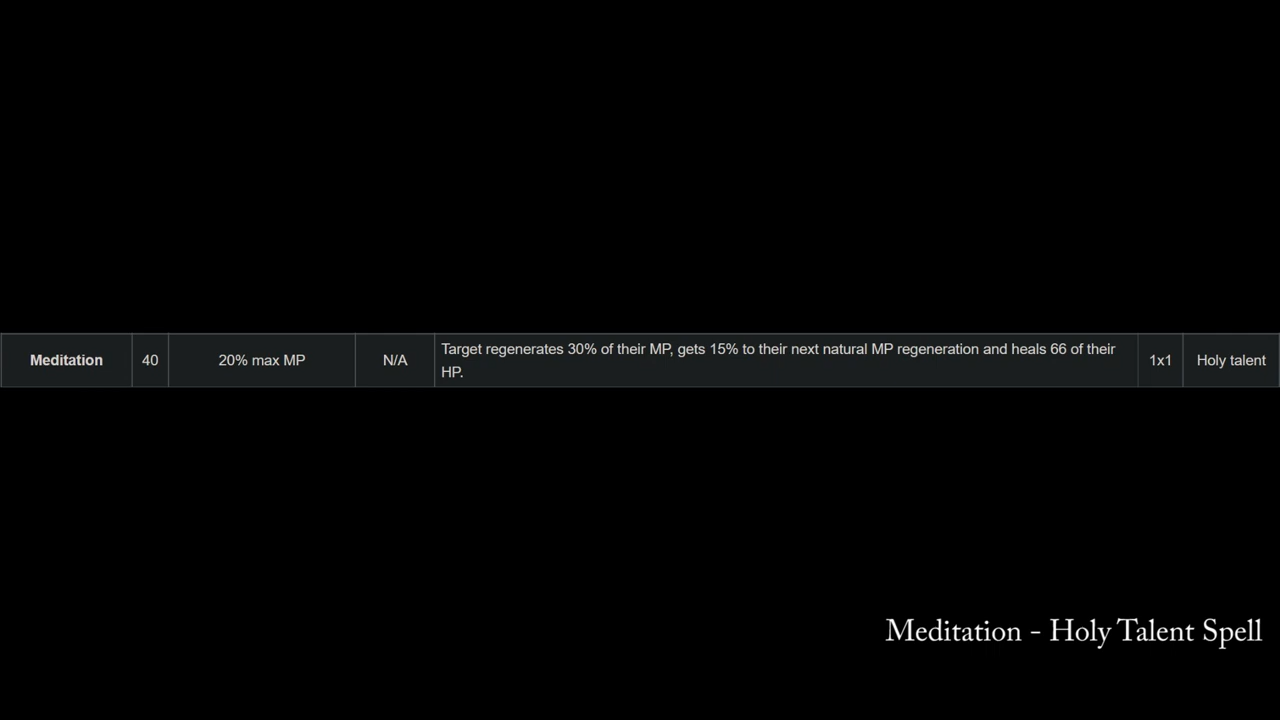 Meditation 40 20% max MP N/A Target regenerates 30% of their MP, gets 15% to their next natural MP regeneration and heals 66 of their
HP. 1x1 Holy talent
Meditation - Holy Talent Spell